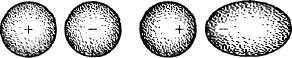 + − + −